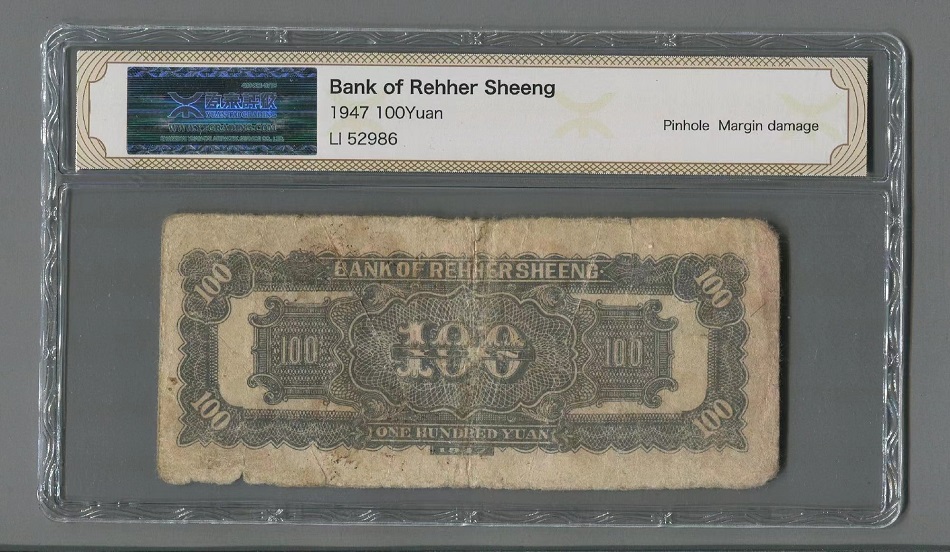 Bank of Rehher Sheeng
1947 100Yuan
LI 52986
Pinhole Margin damage
BANK OF REHHER SHEENG
100
100
100
100
100
100
100
ONE HUNDRED YUAN
1947